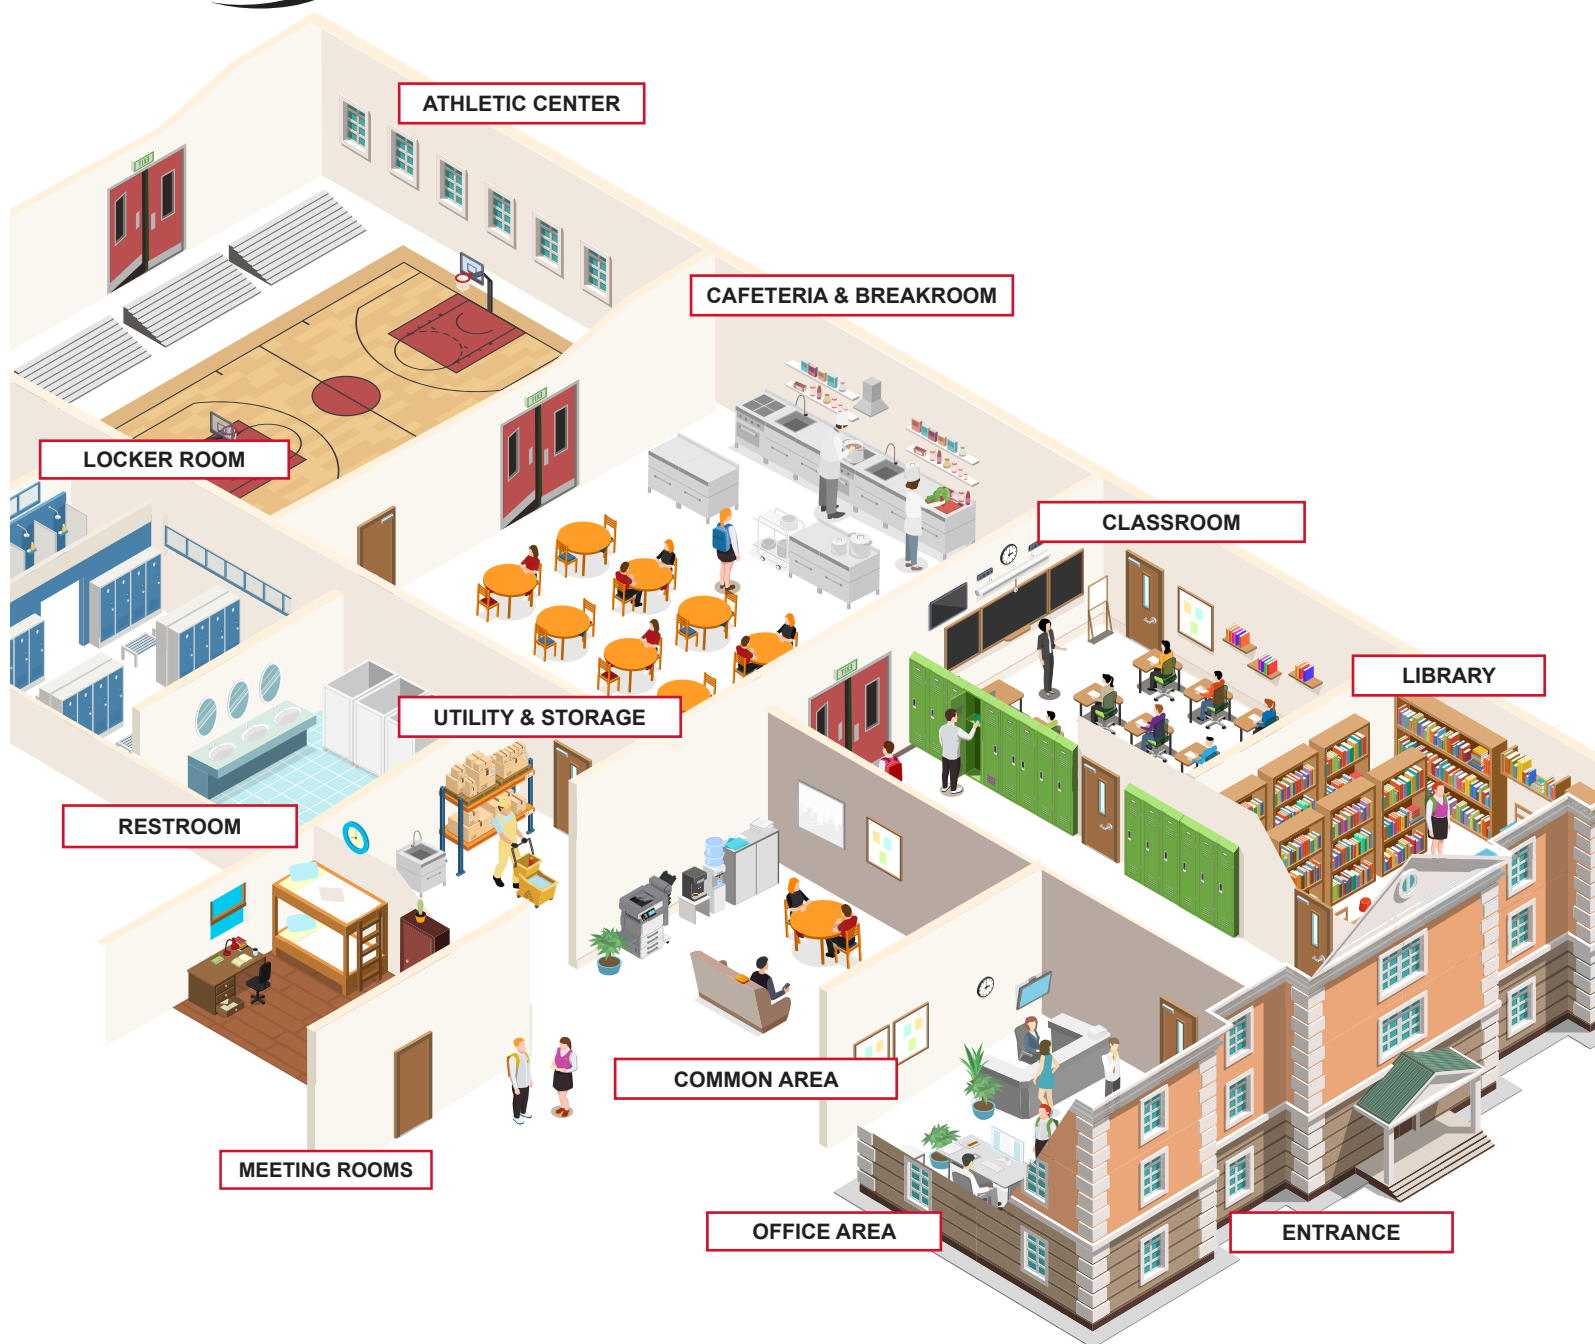 ATHLETIC CENTER
CAFETERIA & BREAKROOM
LOCKER ROOM
CLASSROOM
LIBRARY
UTILITY & STORAGE
RESTROOM
COMMON AREA
MEETING ROOMS
OFFICE AREA
ENTRANCE